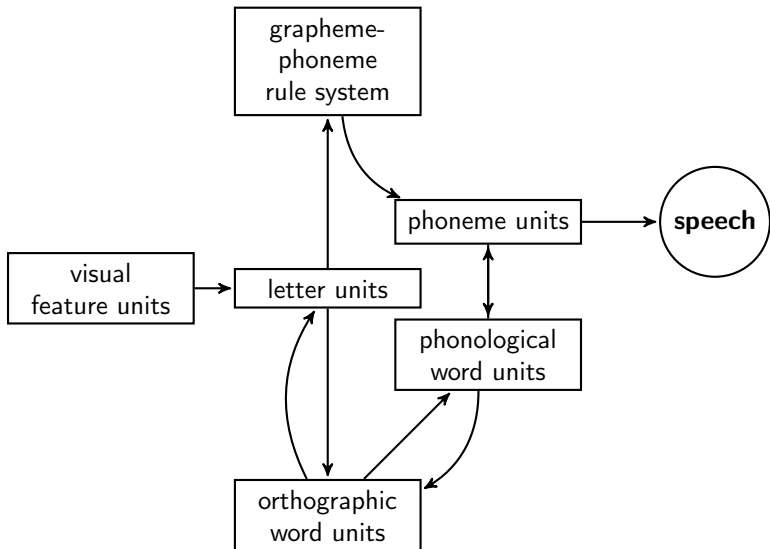 grapheme-
phoneme
rule system
phoneme units
speech
visual
feature units
letter units
phonological
word units
orthographic
word units